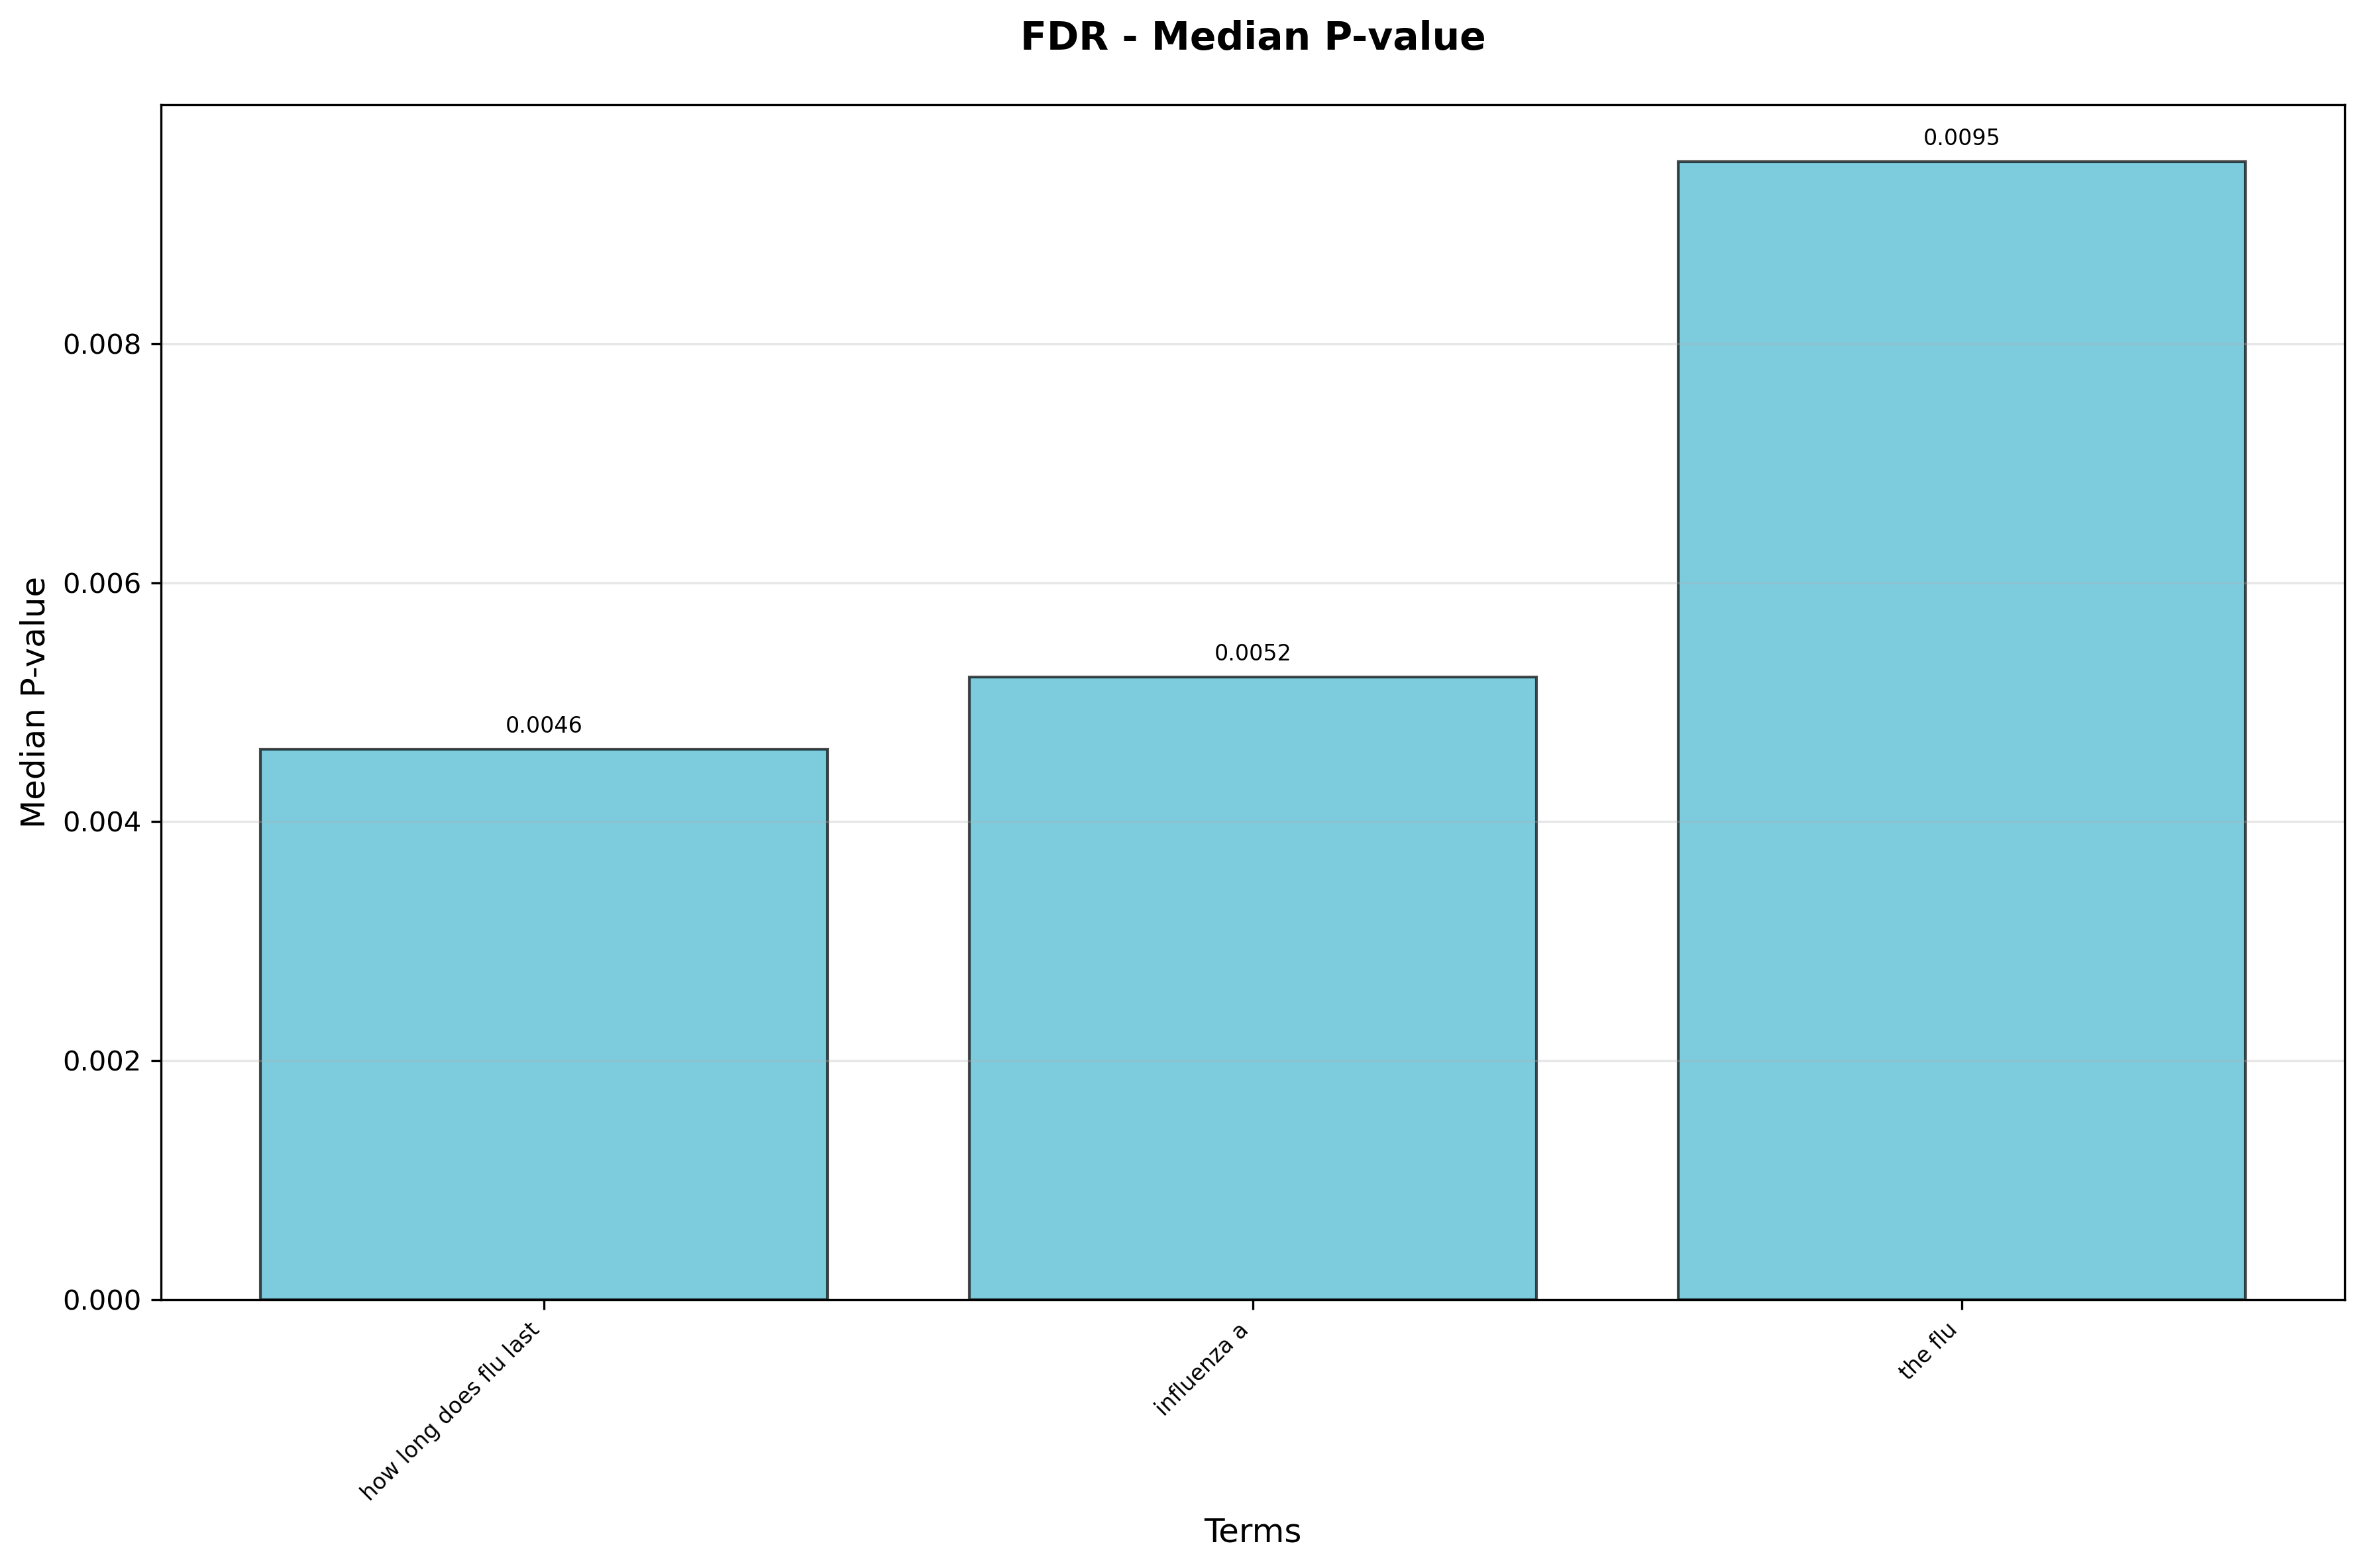 FDR - Median P-value
Median P-value
0.008
0.006
0.004
0.002
0.000
0.0046
0.0052
0.0095
how long does flu last
influenza a
the flu
Terms